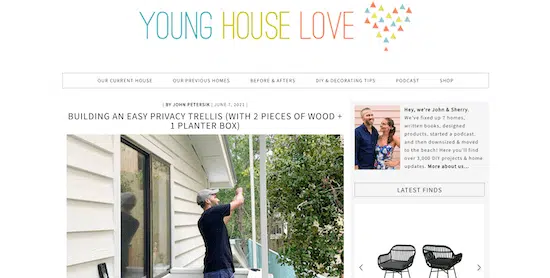 YOUNG HOUSE LOVE
OUR CURRENT HOUSE OUR PREVIOUS HOMES BEFORE & AFTERS DIY & DECORATING TIPS PODCAST SHOP
| BY JOHN PETERSIK | JUNE 7, 2021 |
BUILDING AN EASY PRIVACY TRELLIS (WITH 2 PIECES OF WOOD +
1 PLANTER BOX)
Hey, we're John & Sherry.
We've fixed up 7 homes,
written books, designed
products, started a podcast,
and then downsized & moved
to the beach! Here you'll find
over 3,000 DIY projects & home
updates. More about us...
LATEST FINDS